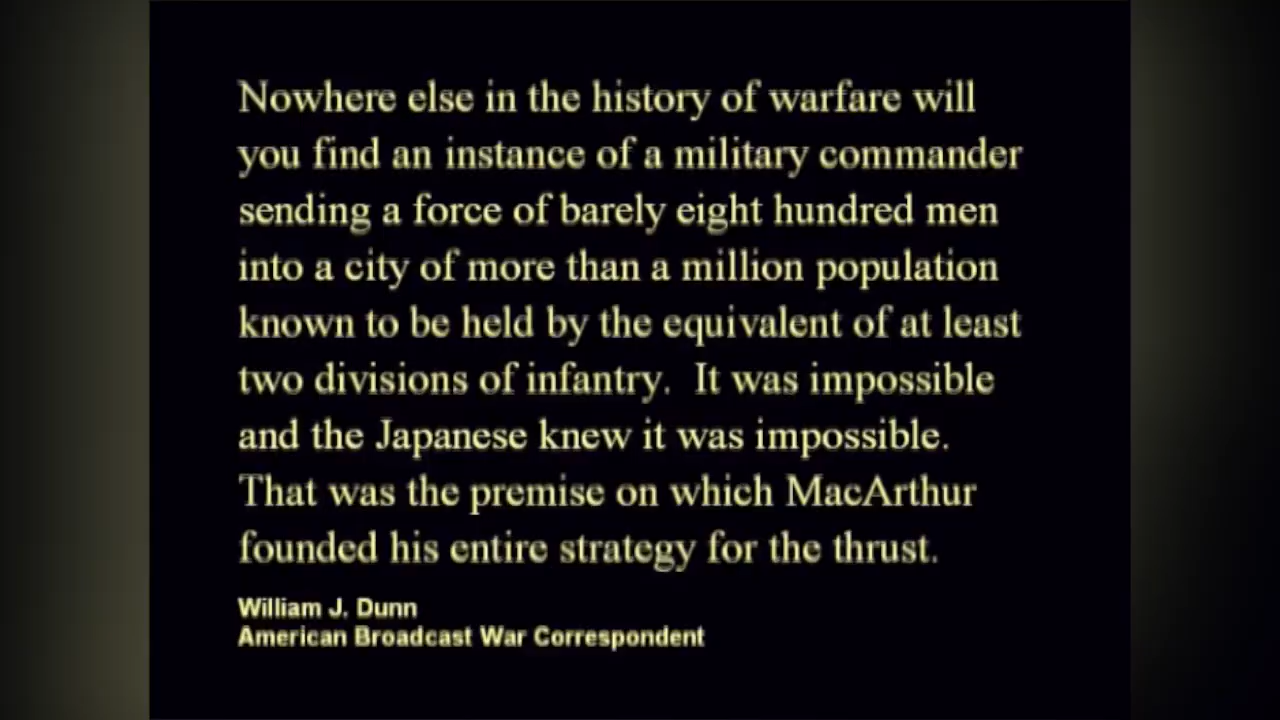 Nowhere else in the history of warfare will
you find an instance of a military commander
sending a force of barely eight hundred men
into a city of more than a million population
known to be held by the equivalent of at least
two divisions of infantry.  It was impossible
and the Japanese knew it was impossible.
That was the premise on which MacArthur
founded his entire strategy for the thrust.
William J. Dunn
American Broadcast War Correspondent